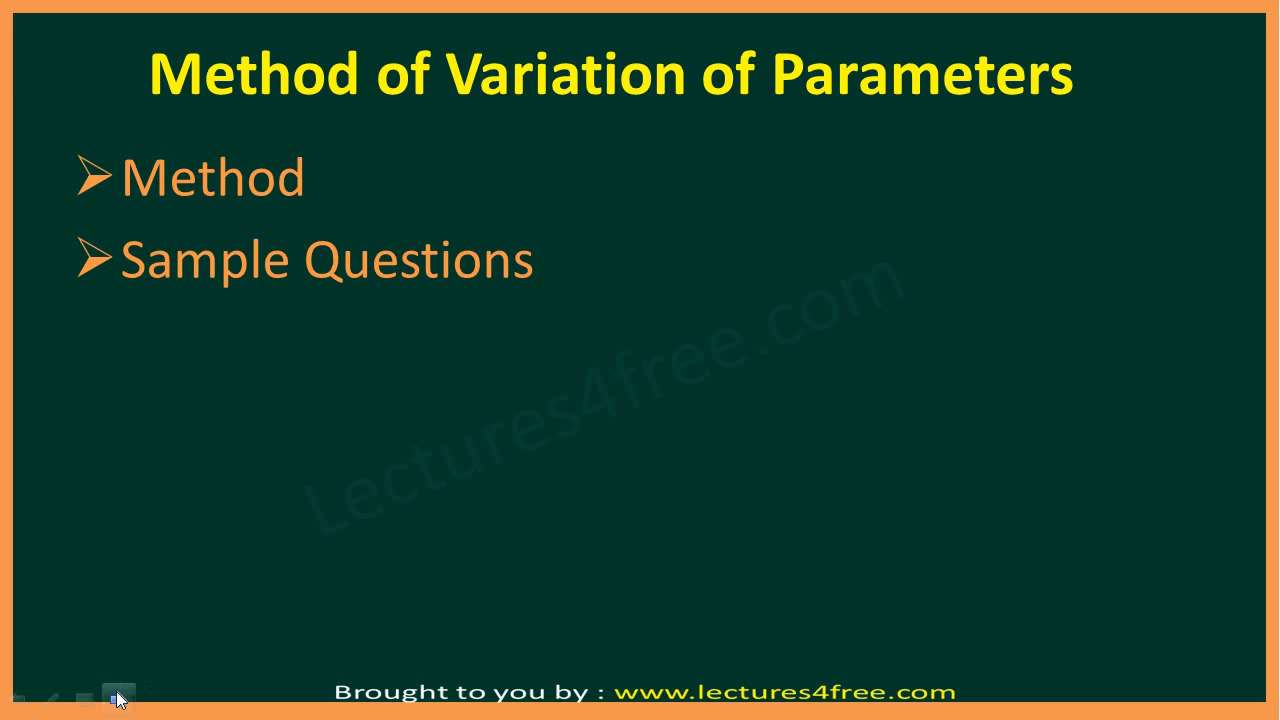 Method of Variation of Parameters
Method
Sample Questions
Lectures4free.com
Brought to you by : www.lectures4free.com